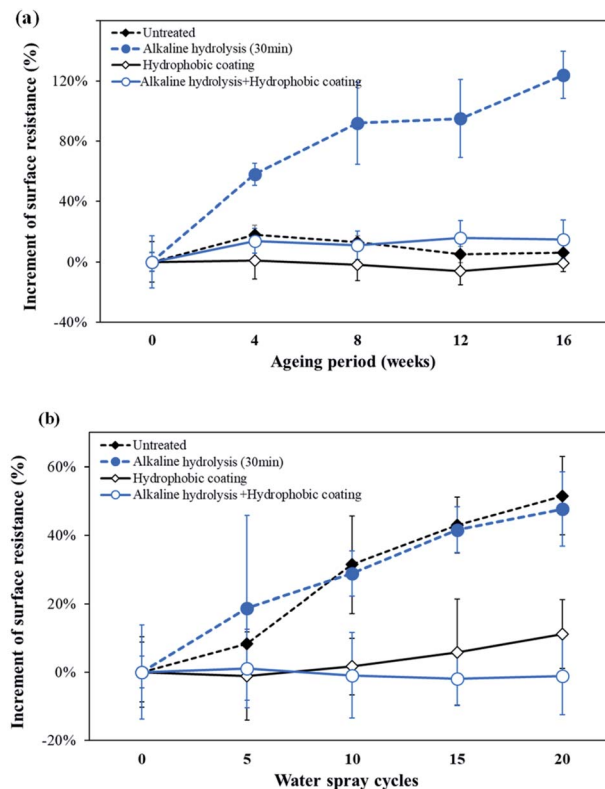 (a)
Untreated
Alkaline hydrolysis (30min)
Hydrophobic coating
Alkaline hydrolysis+Hydrophobic coating
Increment of surface resistance (%)
120%
80%
40%
0%
-40%
0 4 8 12 16
Ageing period (weeks)
(b)
Untreated
Alkaline hydrolysis (30min)
Hydrophobic coating
Alkaline hydrolysis +Hydrophobic coating
Increment of surface resistance (%)
60%
40%
20%
0%
-20%
0 5 10 15 20
Water spray cycles